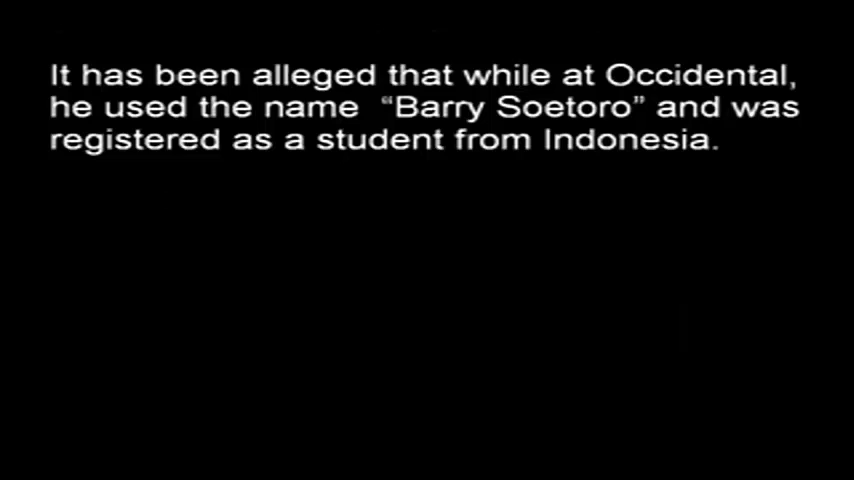 It has been alleged that while at Occidental,
he used the name “Barry Soetoro” and was
registered as a student from Indonesia.